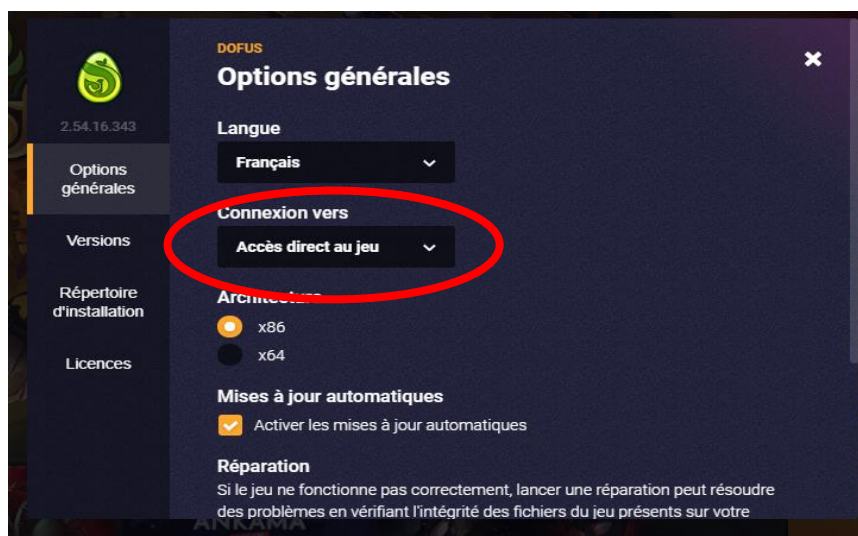 DOFUS
Options générales
2.54.16.343
Options
générales
Versions
Répertoire
d'installation
Licences
Langue
Français
Connexion vers
Accès direct au jeu
Architecture
x86
x64
Mises à jour automatiques
Activer les mises à jour automatiques
Réparation
Si le jeu ne fonctionne pas correctement, lancer une réparation peut résoudre
des problèmes en vérifiant l'intégrité des fichiers du jeu présents sur votre
ANKAMA